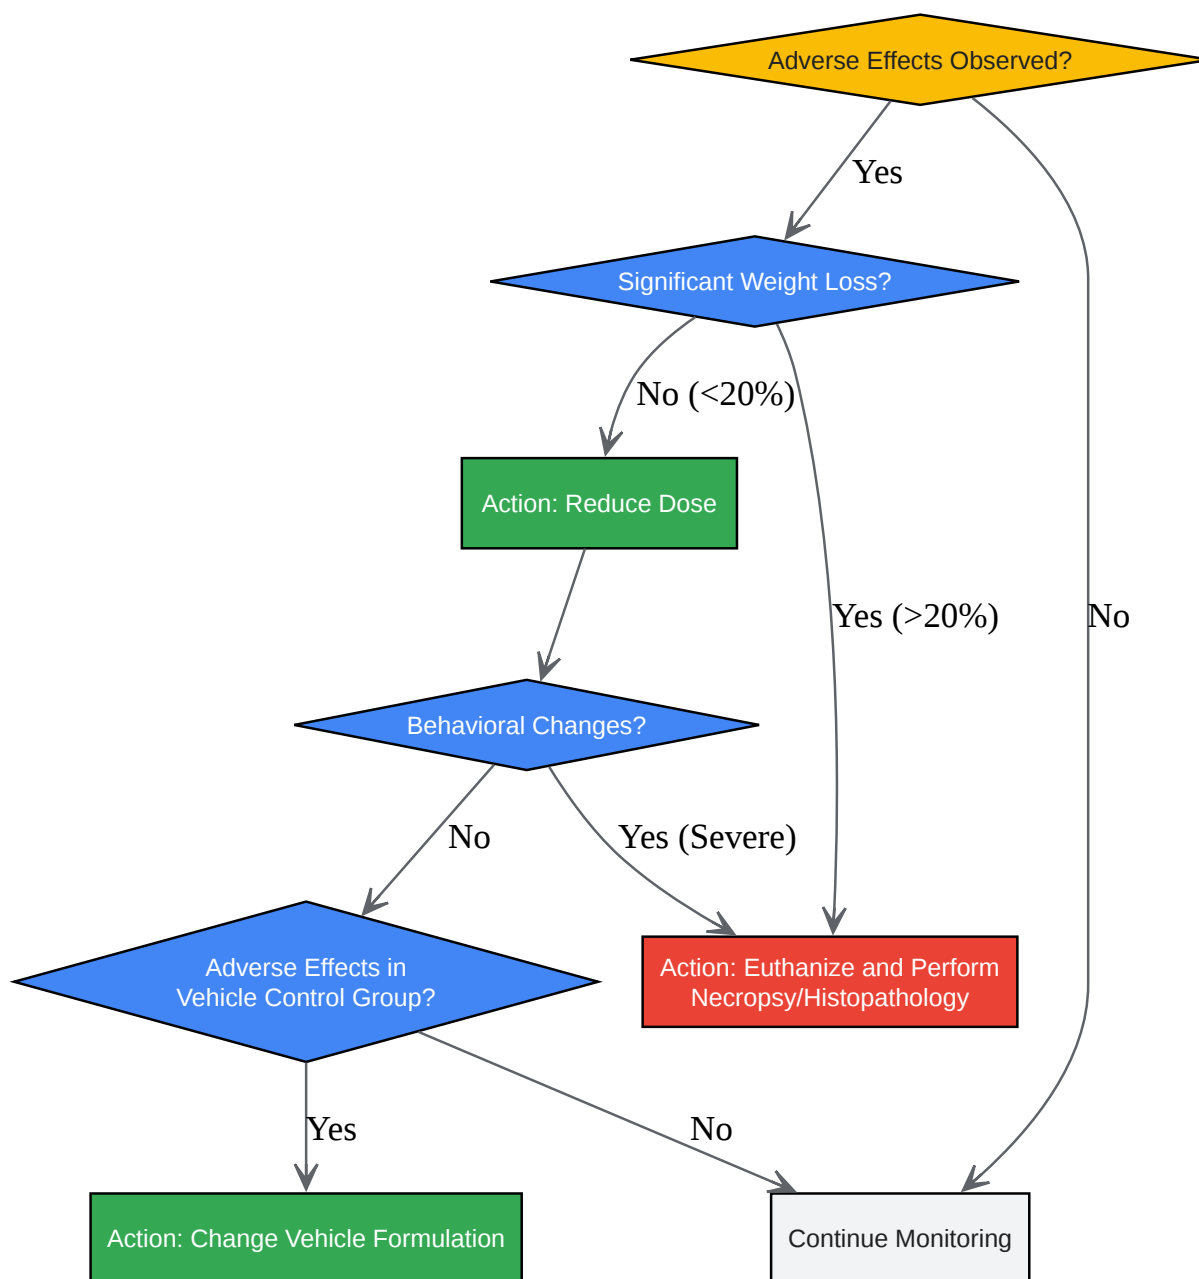 Adverse Effects Observed?
Yes
Significant Weight Loss?
No (<20%)
Action: Reduce Dose
Yes (>20%)
No
Behavioral Changes?
No
Yes (Severe)
Adverse Effects in
Vehicle Control Group?
Action: Euthanize and Perform
Necropsy/Histopathology
Yes
No
Action: Change Vehicle Formulation
Continue Monitoring